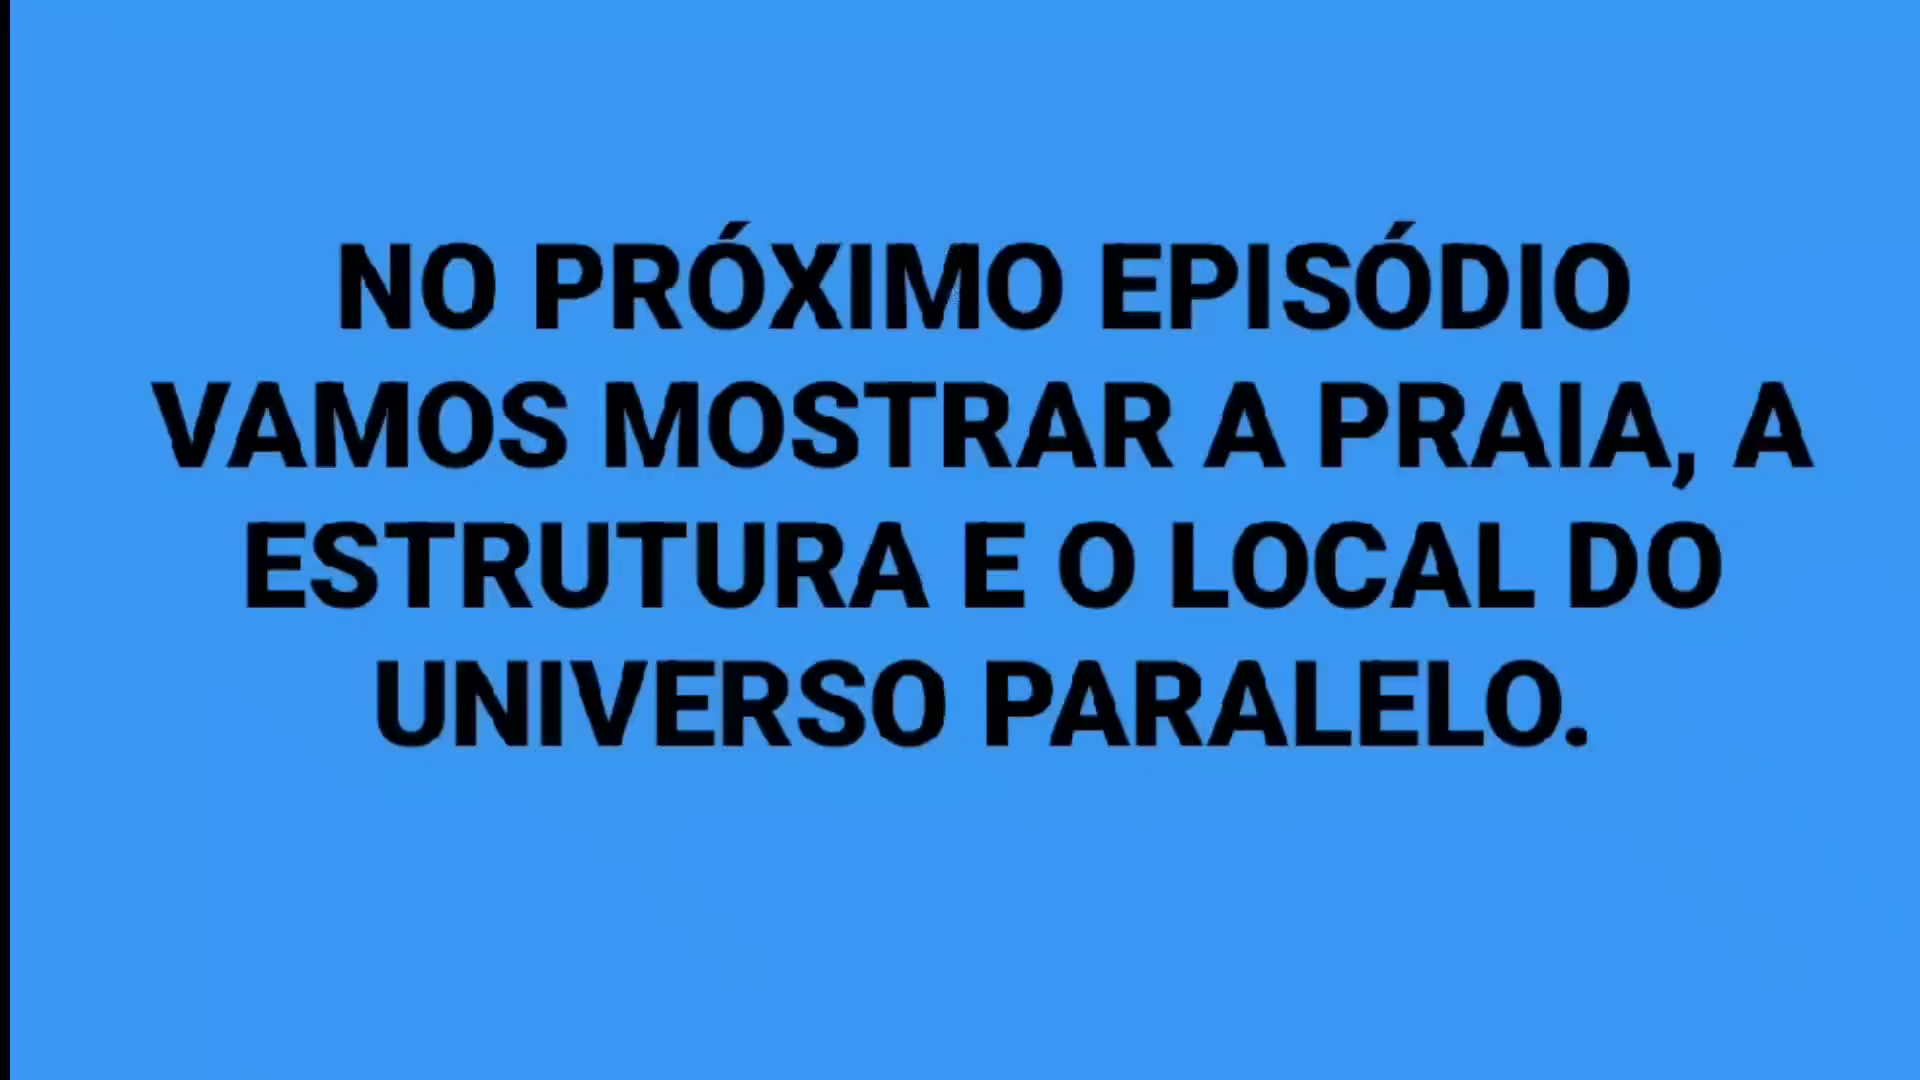 NO PRÓXIMO EPISÓDIO
VAMOS MOSTRAR A PRAIA, A
ESTRUTURA E O LOCAL DO
UNIVERSO PARALELO.